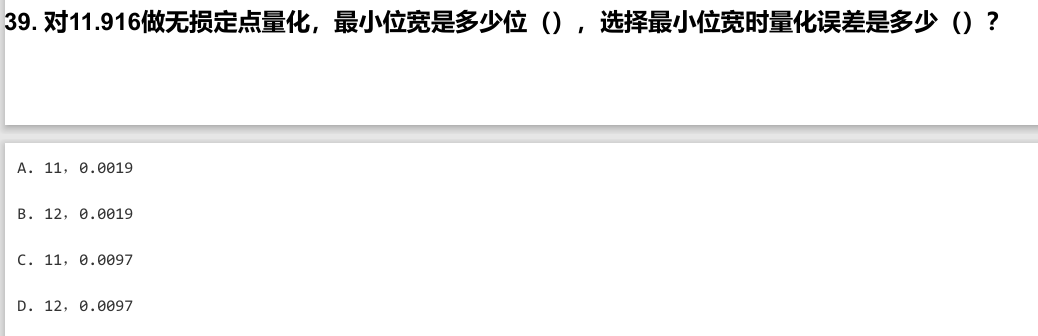 39. 对11.916做无损定点量化，最小位宽是多少位（），选择最小位宽时量化误差是多少（）？
A. 11，0.0019
B. 12，0.0019
C. 11，0.0097
D. 12，0.0097